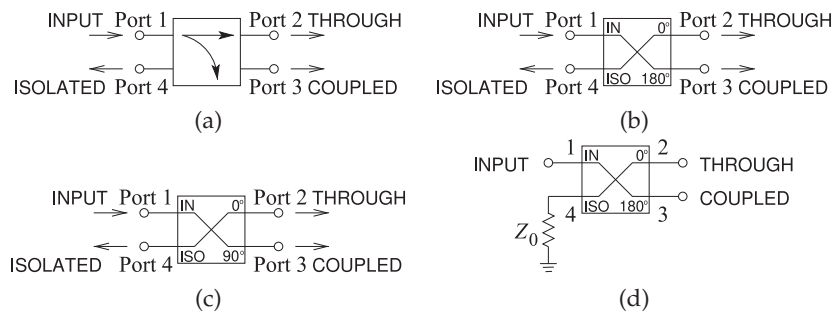 INPUT Port 1 Port 2 THROUGH
ISOLATED Port 4 Port 3 COUPLED
(a)
INPUT Port 1 IN 0° Port 2 THROUGH
ISOLATED Port 4 ISO 180° Port 3 COUPLED
(b)
INPUT Port 1 IN 0° Port 2 THROUGH
ISOLATED Port 4 ISO 90° Port 3 COUPLED
(c)
INPUT 1 IN 0° 2 THROUGH
4 ISO 180° 3 COUPLED
Z0
(d)